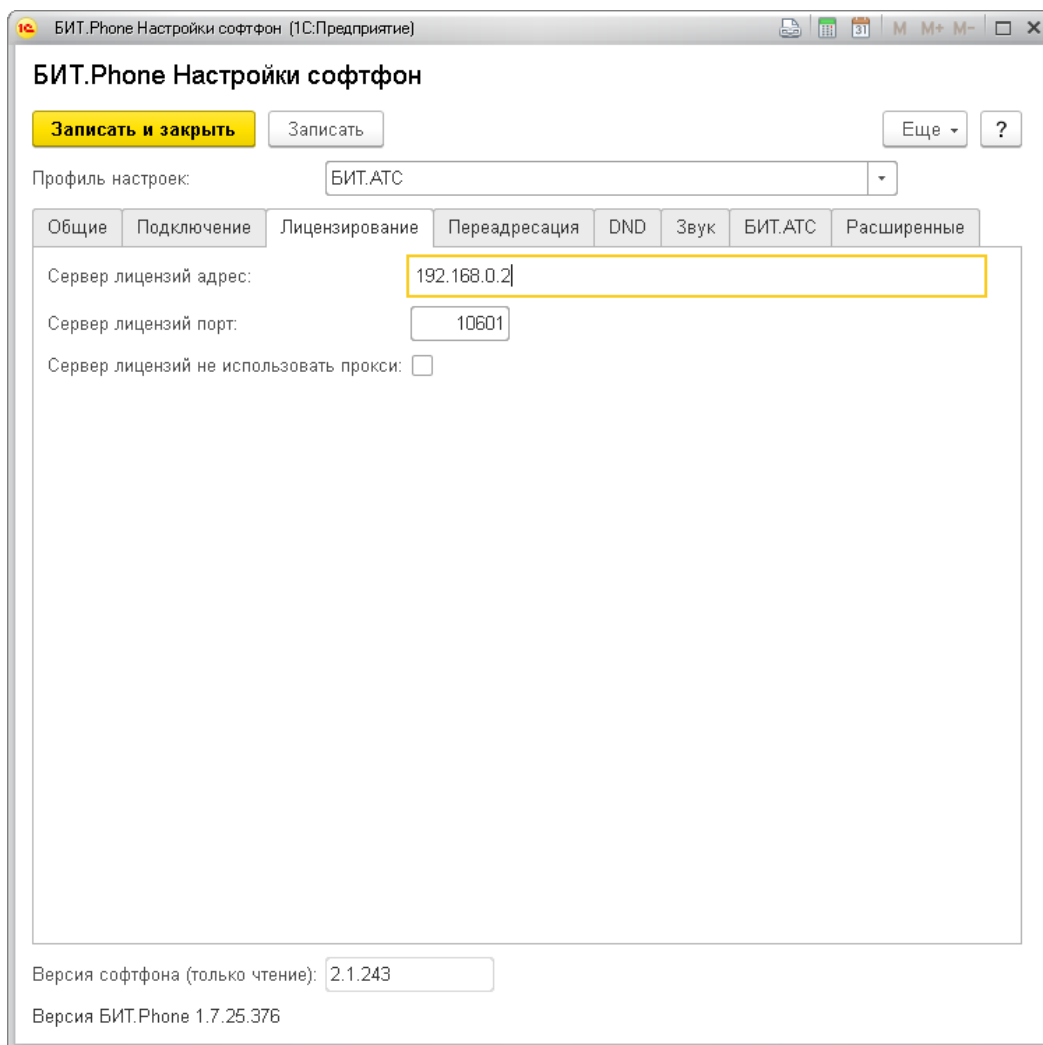 1С БИТ.Phone Настройки софтфон (1С:Предприятие) 31 M M+ M-
БИТ.Phone Настройки софтфон
Записать и закрыть Записать Еще ?
Профиль настроек: БИТ.АТС
Общие Подключение Лицензирование Переадресация DND Звук БИТ.АТС Расширенные
Сервер лицензий адрес: 192.168.0.2
Сервер лицензий порт: 10601
Сервер лицензий не использовать прокси:
Версия софтфона (только чтение): 2.1.243
Версия БИТ.Phone 1.7.25.376